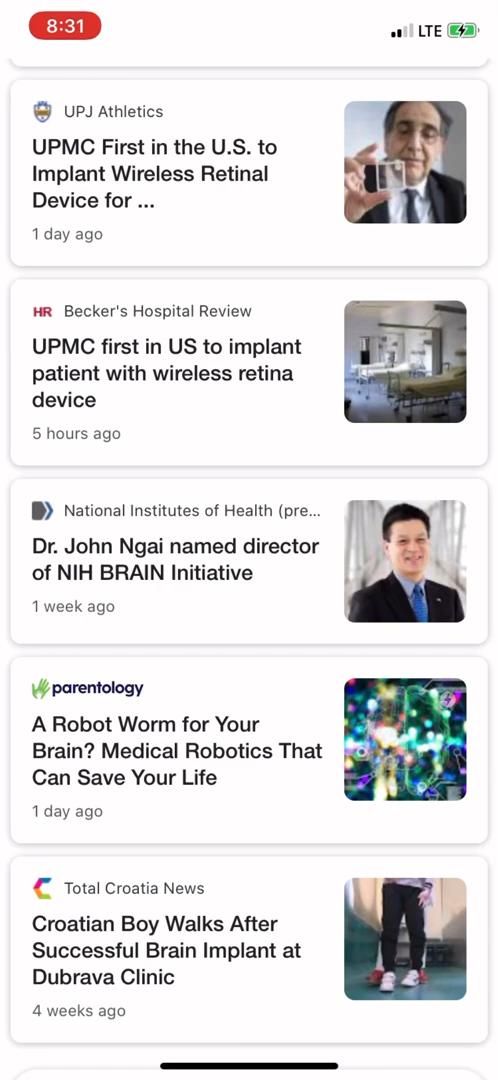 8:31
LTE
UPJ Athletics
UPMC First in the U.S. to
Implant Wireless Retinal
Device for ...
1 day ago
HR
Becker's Hospital Review
UPMC first in US to implant
patient with wireless retina
device
5 hours ago
National Institutes of Health (pre...
Dr. John Ngai named director
of NIH BRAIN Initiative
1 week ago
parentology
A Robot Worm for Your
Brain? Medical Robotics That
Can Save Your Life
1 day ago
Total Croatia News
Croatian Boy Walks After
Successful Brain Implant at
Dubrava Clinic
4 weeks ago